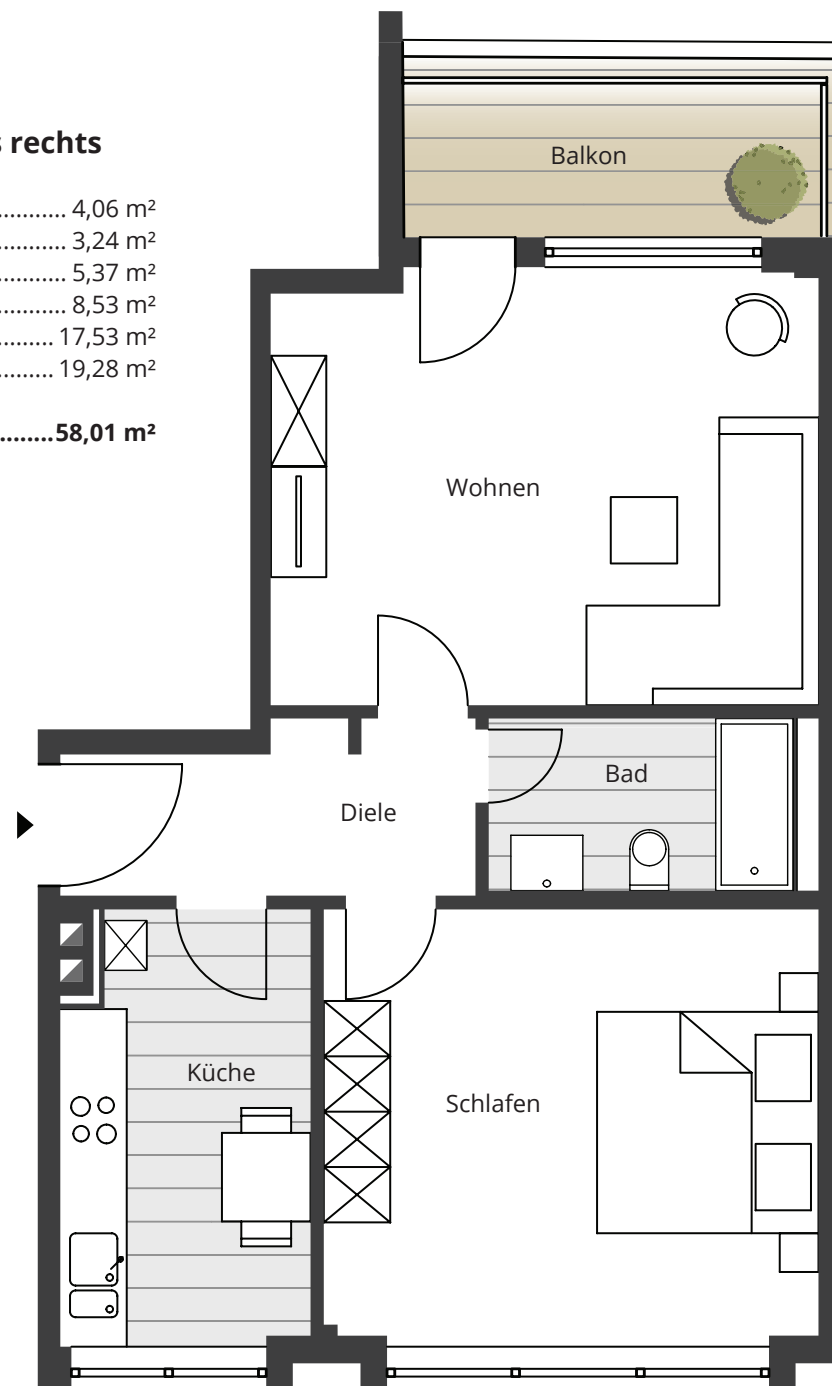 rechts
........... 4,06 m²
........... 3,24 m²
........... 5,37 m²
........... 8,53 m²
......... 17,53 m²
......... 19,28 m²
........58,01 m²
Balkon
Wohnen
Bad
Diele
Küche
Schlafen